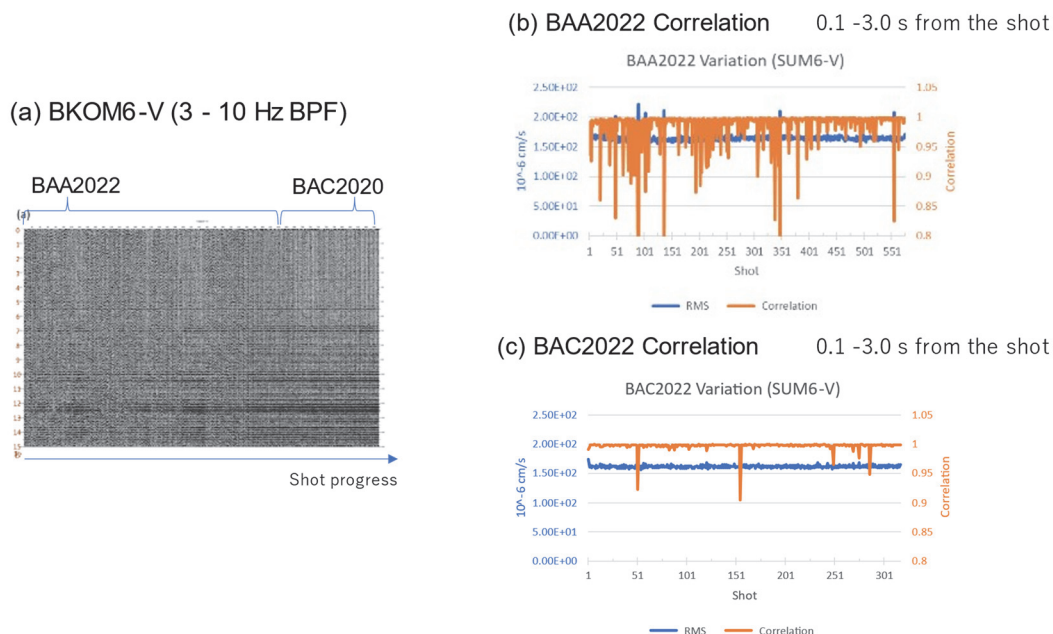 (a) BKOM6-V (3 - 10 Hz BPF)
BAA2022
BAC2020
(a)
0
1
2
3
4
5
6
7
8
9
10
11
12
13
14
15
Shot progress
(b) BAA2022 Correlation 0.1 -3.0 s from the shot
BAA2022 Variation (SUM6-V)
2.50E+02
2.00E+02
1.50E+02
1.00E+02
5.00E+01
0.00E+00
10^-6 cm/s
1.05
1
0.95
0.9
0.85
0.8
Correlation
1 51 101 151 201 251 301 351 401 451 501 551
Shot
RMS Correlation
(c) BAC2022 Correlation 0.1 -3.0 s from the shot
BAC2022 Variation (SUM6-V)
2.50E+02
2.00E+02
1.50E+02
1.00E+02
5.00E+01
0.00E+00
10^-6 cm/s
1.05
1
0.95
0.9
0.85
0.8
Correlation
1 51 101 151 201 251 301
Shot
RMS Correlation